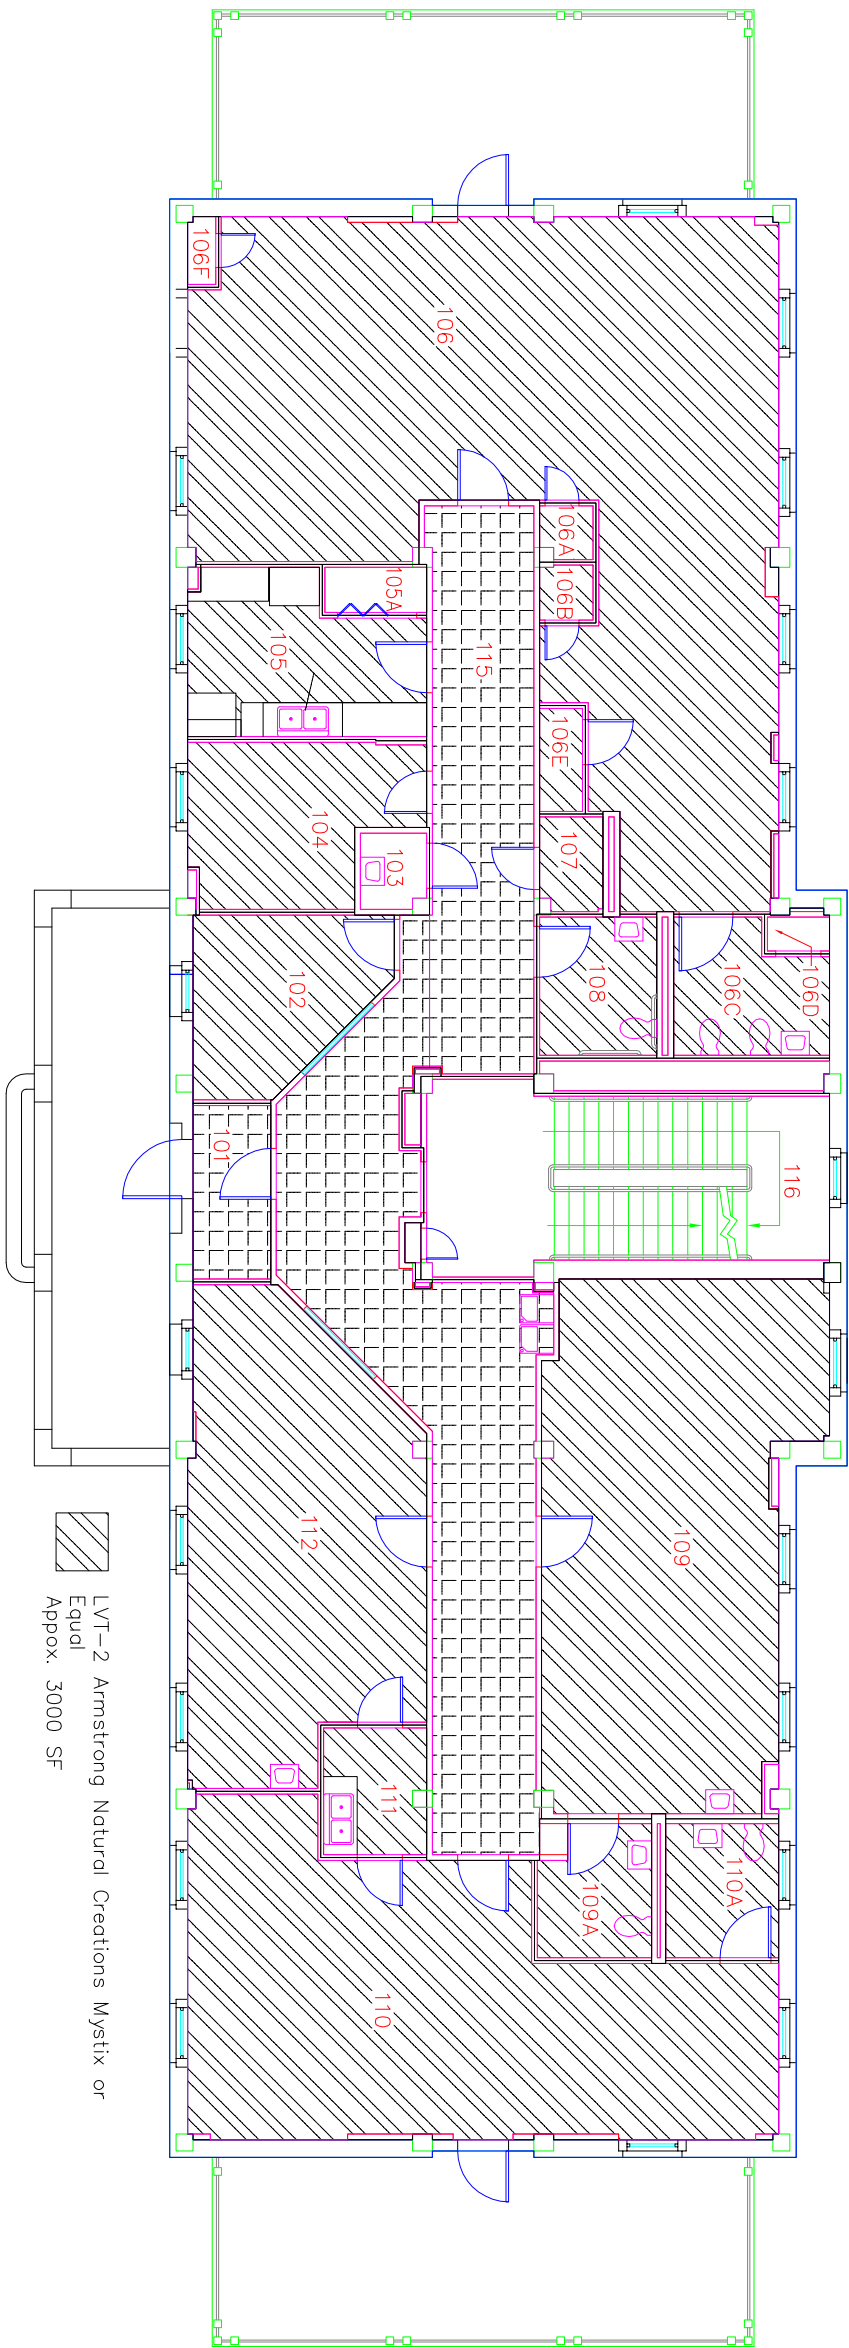 106F
106
106A
106B
105A
105
115
106E
104
103
107
102
108
106C
106D
101
116
112
109
111
109A
110A
110
LVT-2 Armstrong Natural Creations Mystix or
Equal
Appox. 3000 SF